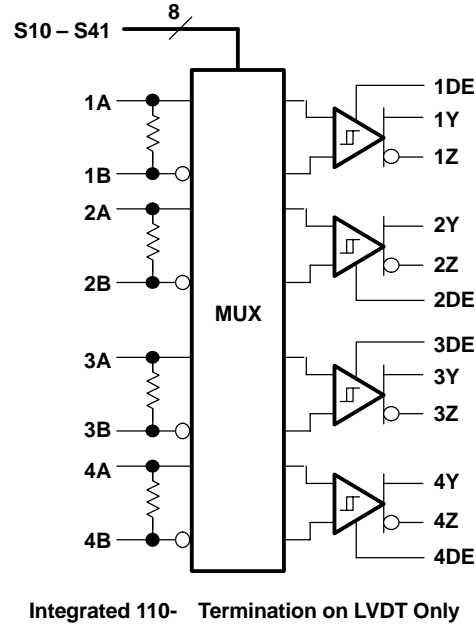 8
S10 – S41
1A
1B
2A
2B
3A
3B
4A
4B
MUX
1DE
1Y
1Z
2Y
2Z
2DE
3DE
3Y
3Z
4Y
4Z
4DE
Integrated 110- Termination on LVDT Only